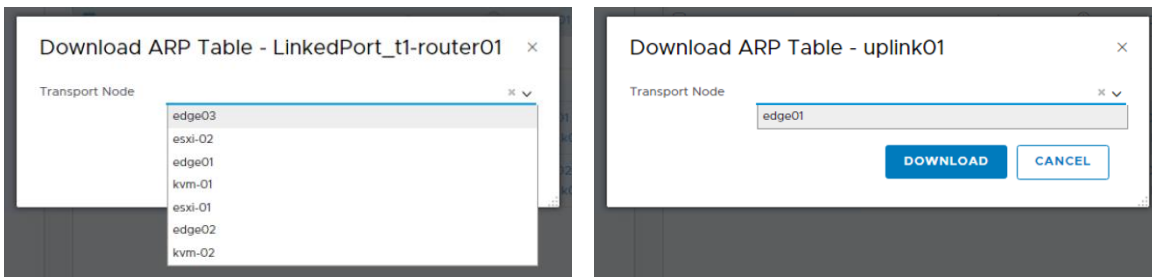 Download ARP Table - LinkedPort_t1-router01 ×
Transport Node
edge03
esxi-02
edge01
kvm-01
esxi-01
edge02
kvm-02
Download ARP Table - uplink01 ×
Transport Node
edge01
DOWNLOAD CANCEL